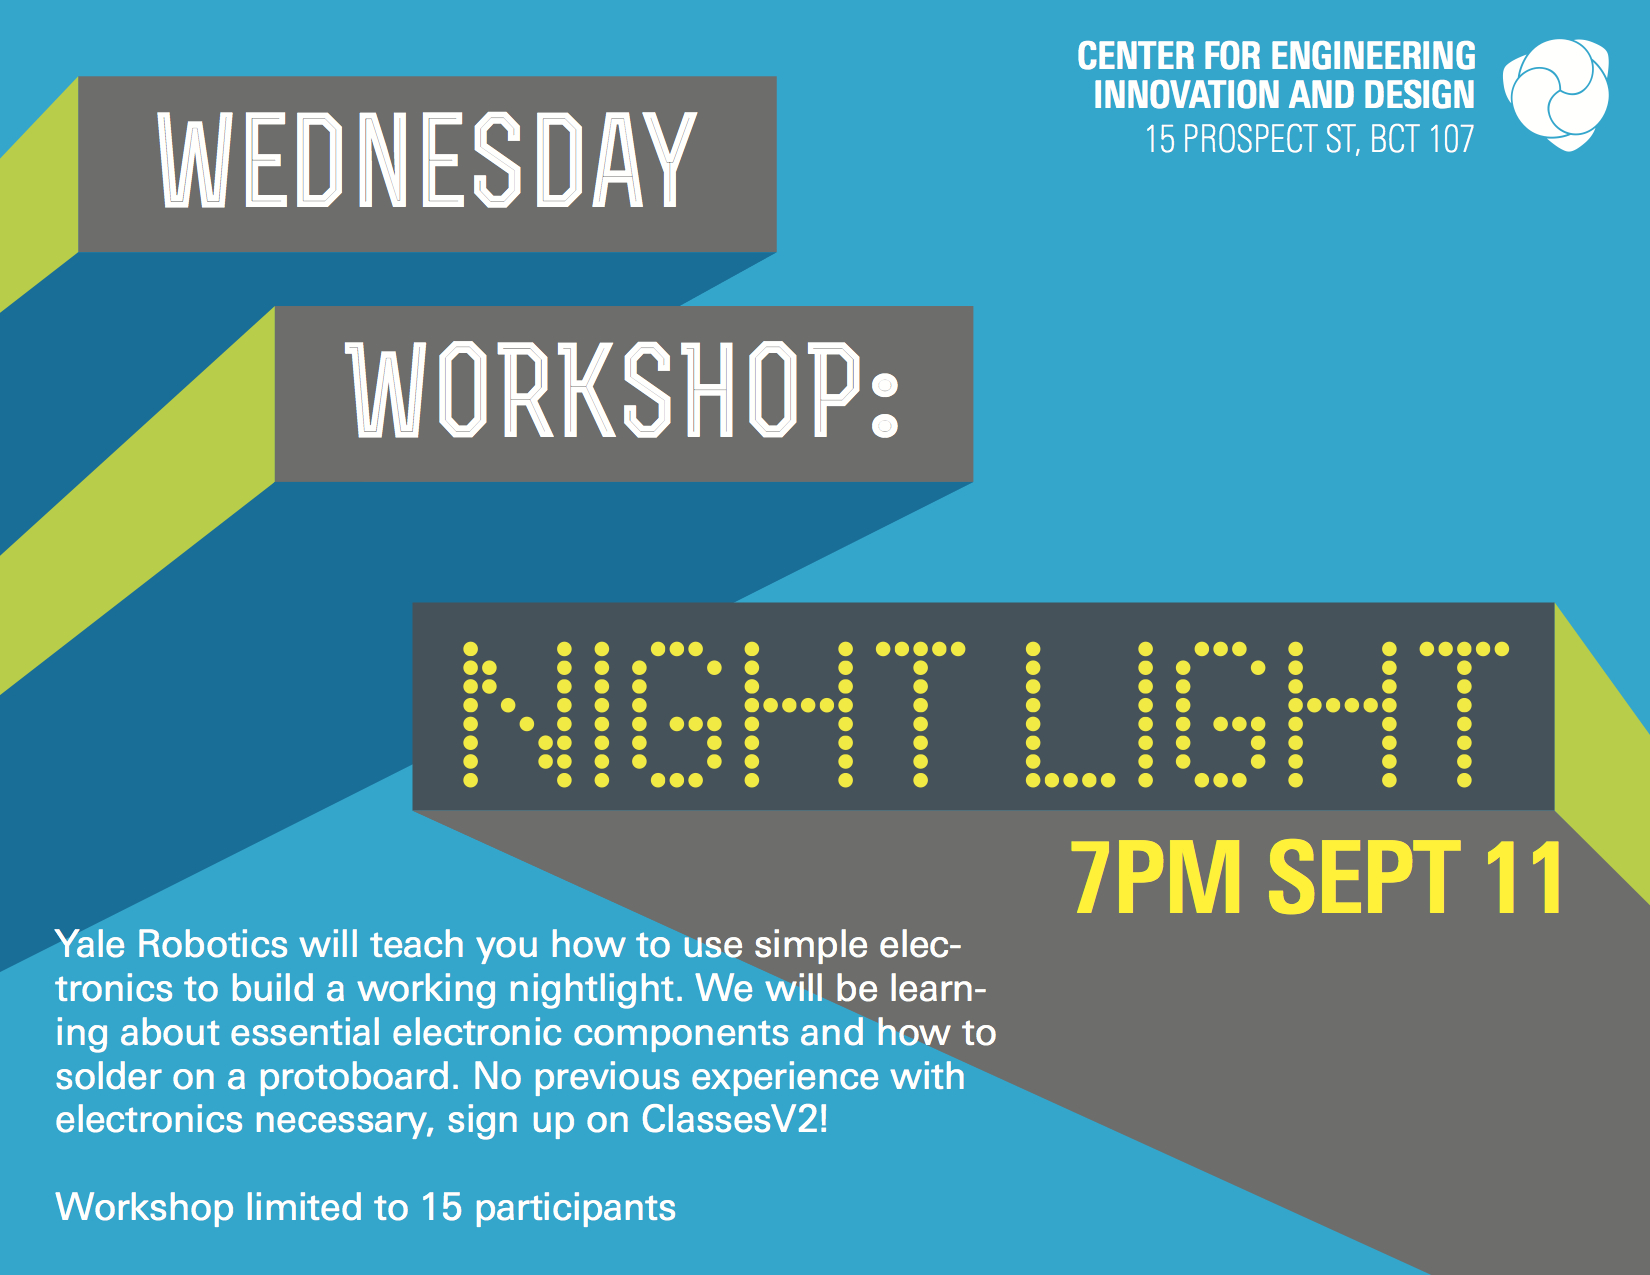 WEDNESDAY
WORKSHOP:
CENTER FOR ENGINEERING
INNOVATION AND DESIGN
15 PROSPECT ST, BCT 107
NIGHT LIGHT
7PM SEPT 11
Yale Robotics will teach you how to use simple elec-
tronics to build a working nightlight. We will be learn-
ing about essential electronic components and how to
solder on a protoboard. No previous experience with
electronics necessary, sign up on ClassesV2!
Workshop limited to 15 participants